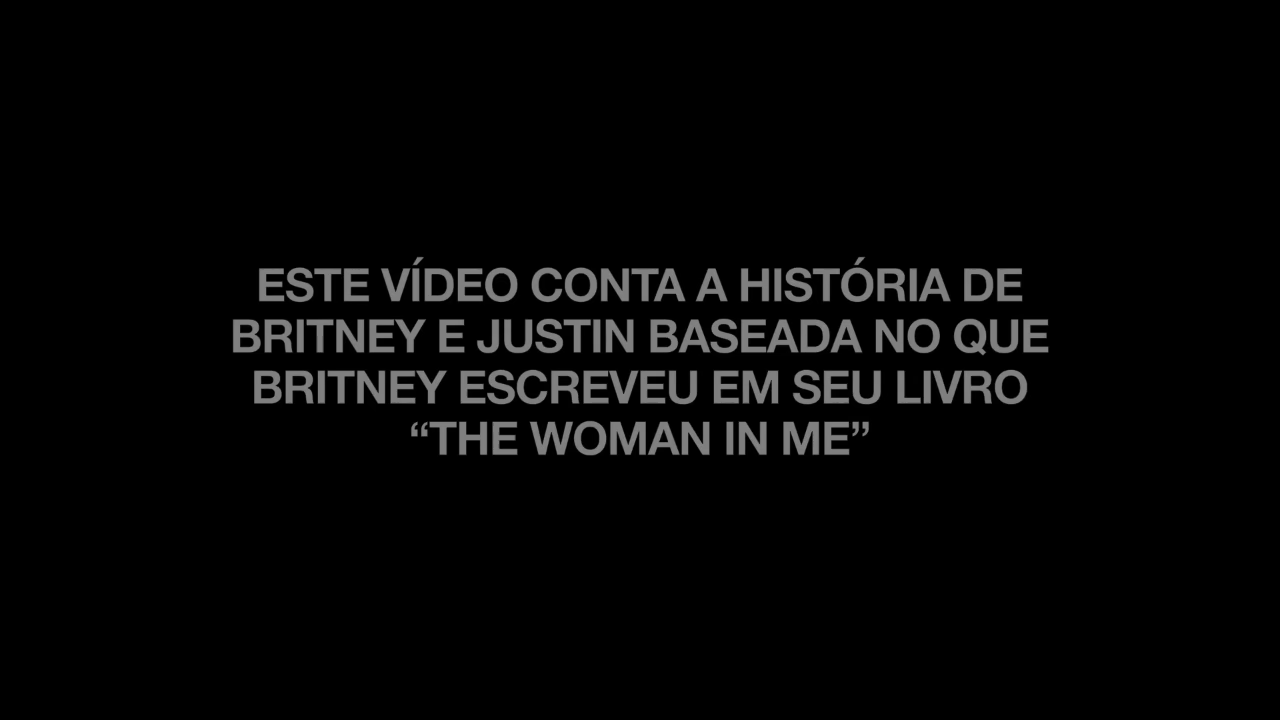 ESTE VÍDEO CONTA A HISTÓRIA DE
BRITNEY E JUSTIN BASEADA NO QUE
BRITNEY ESCREVEU EM SEU LIVRO
“THE WOMAN IN ME”